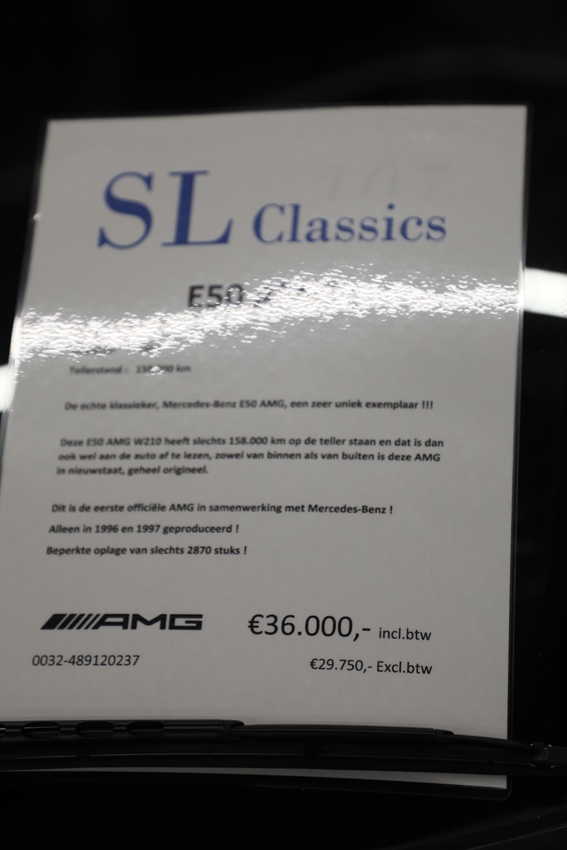 SL Classics
E50
Tellerstand : km
De echte klassieker, Mercedes-Benz E50 AMG, een zeer uniek exemplaar !!!
Deze E50 AMG W210 heeft slechts 158.000 km op de teller staan en dat is dan
ook wel aan de auto af te lezen, zowel van binnen als van buiten is deze AMG
in nieuwstaat, geheel origineel.
Dit is de eerste officiële AMG in samenwerking met Mercedes-Benz !
Alleen in 1996 en 1997 geproduceerd !
Beperkte oplage van slechts 2870 stuks !
AMG €36.000,- incl.btw
0032-489120237 €29.750,- Excl.btw